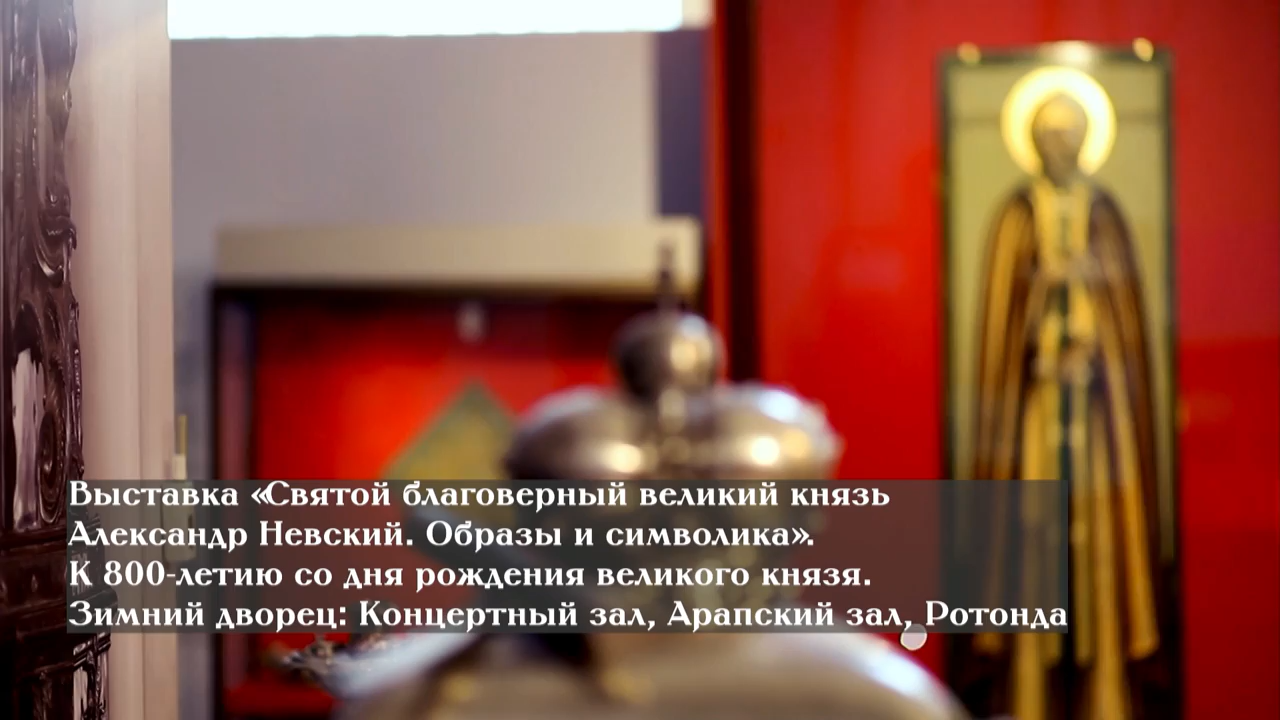 Выставка «Святой благоверный великий князь
Александр Невский. Образы и символика».
К 800-летию со дня рождения великого князя.
Зимний дворец: Концертный зал, Арапский зал, Ротонда